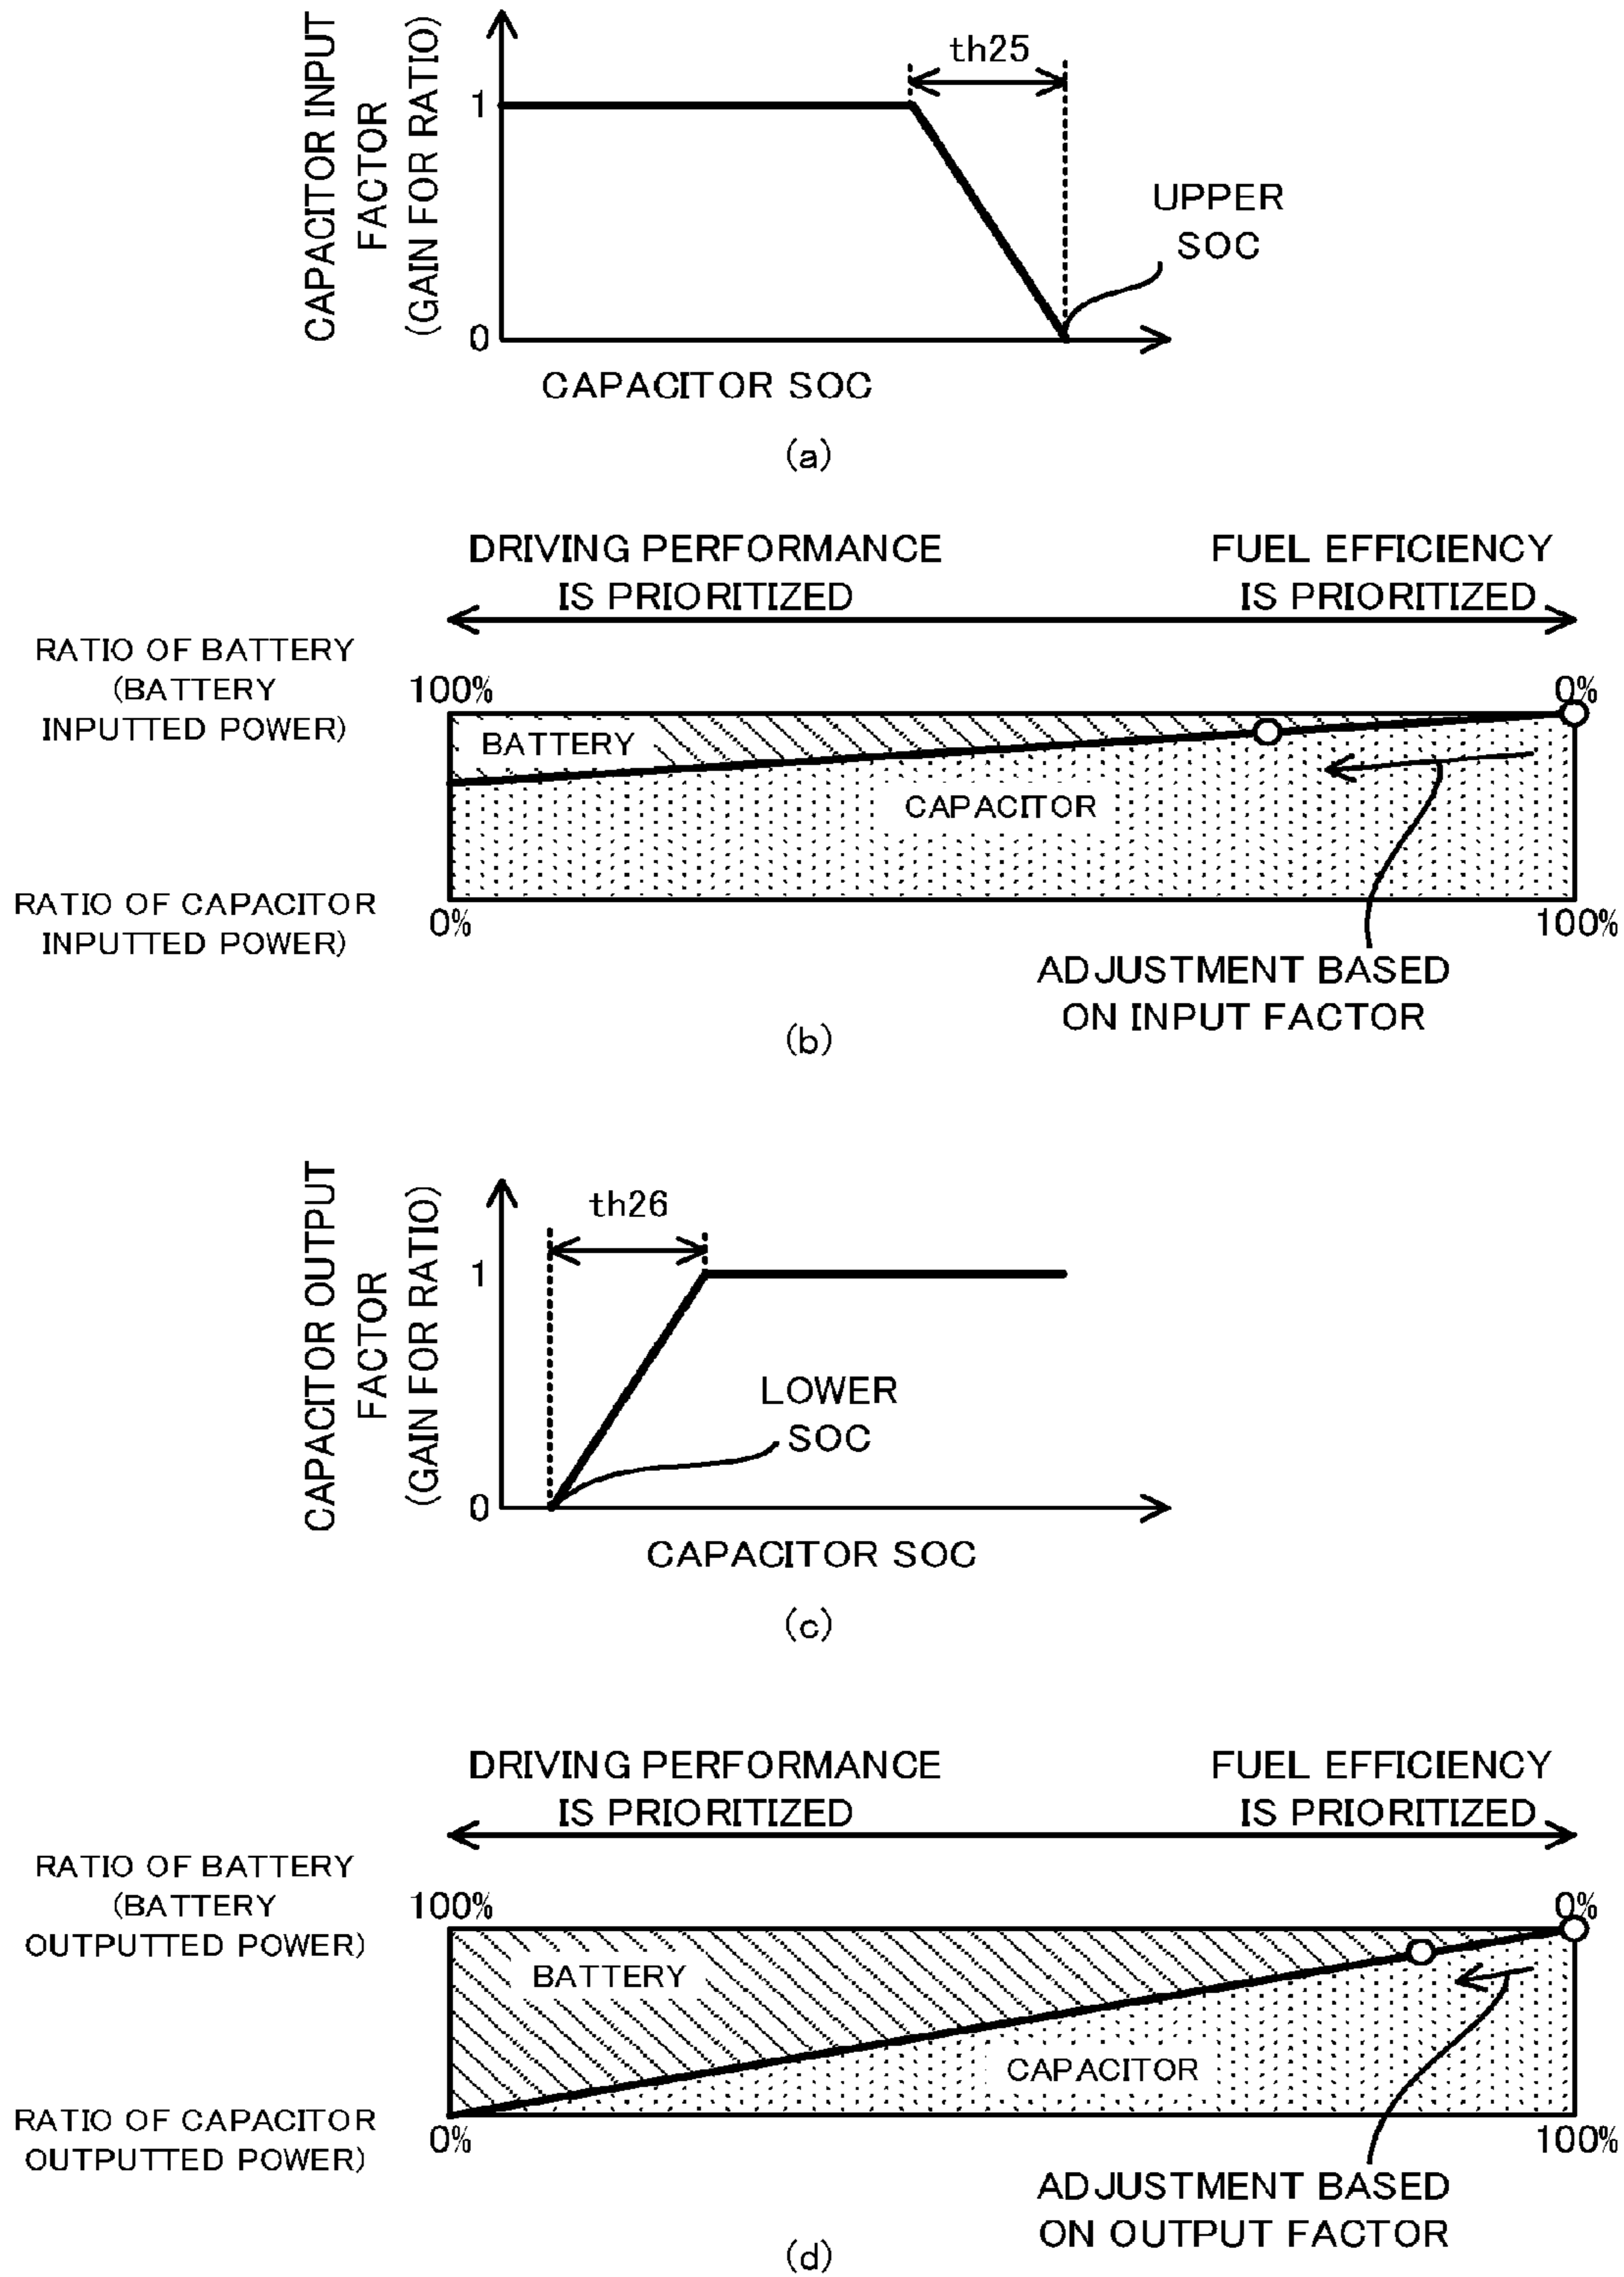 CAPACITOR INPUT
FACTOR
(GAIN FOR RATIO)
th25
1
UPPER
SOC
0
CAPACITOR SOC
(a)
DRIVING PERFORMANCE
IS PRIORITIZED
FUEL EFFICIENCY
IS PRIORITIZED
RATIO OF BATTERY
(BATTERY
INPUTTED POWER)
100%
0%
BATTERY
CAPACITOR
RATIO OF CAPACITOR
INPUTTED POWER)
0%
100%
ADJUSTMENT BASED
ON INPUT FACTOR
(b)
CAPACITOR OUTPUT
FACTOR
(GAIN FOR RATIO)
th26
1
LOWER
SOC
0
CAPACITOR SOC
(c)
DRIVING PERFORMANCE
IS PRIORITIZED
FUEL EFFICIENCY
IS PRIORITIZED
RATIO OF BATTERY
(BATTERY
OUTPUTTED POWER)
100%
0%
BATTERY
CAPACITOR
RATIO OF CAPACITOR
OUTPUTTED POWER)
0%
100%
ADJUSTMENT BASED
ON OUTPUT FACTOR
(d)